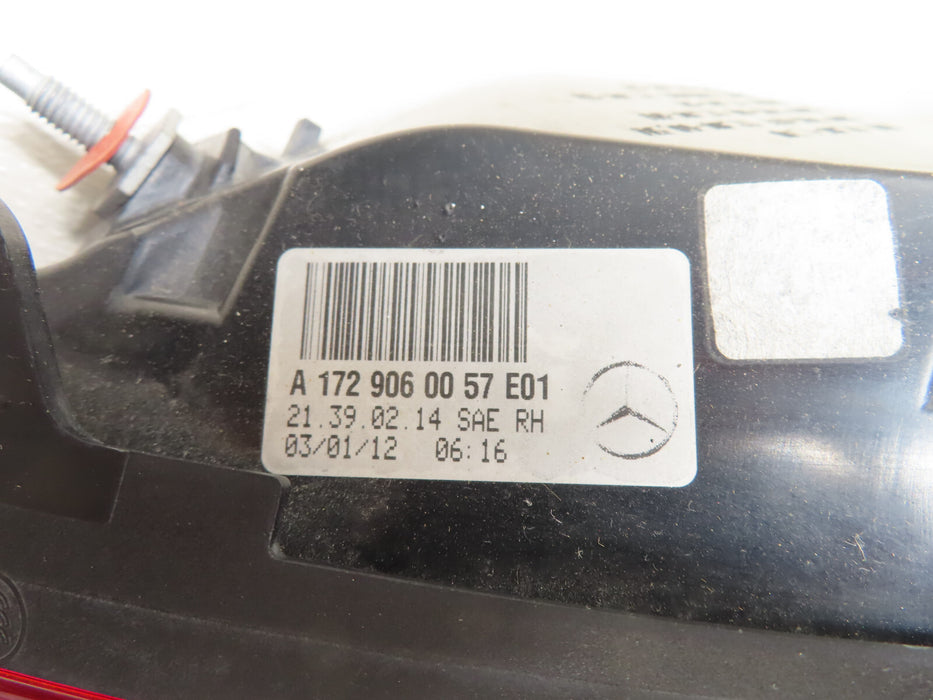 A 172 906 00 57 E01
21.39.02.14 SAE RH
03/01/12 06:16